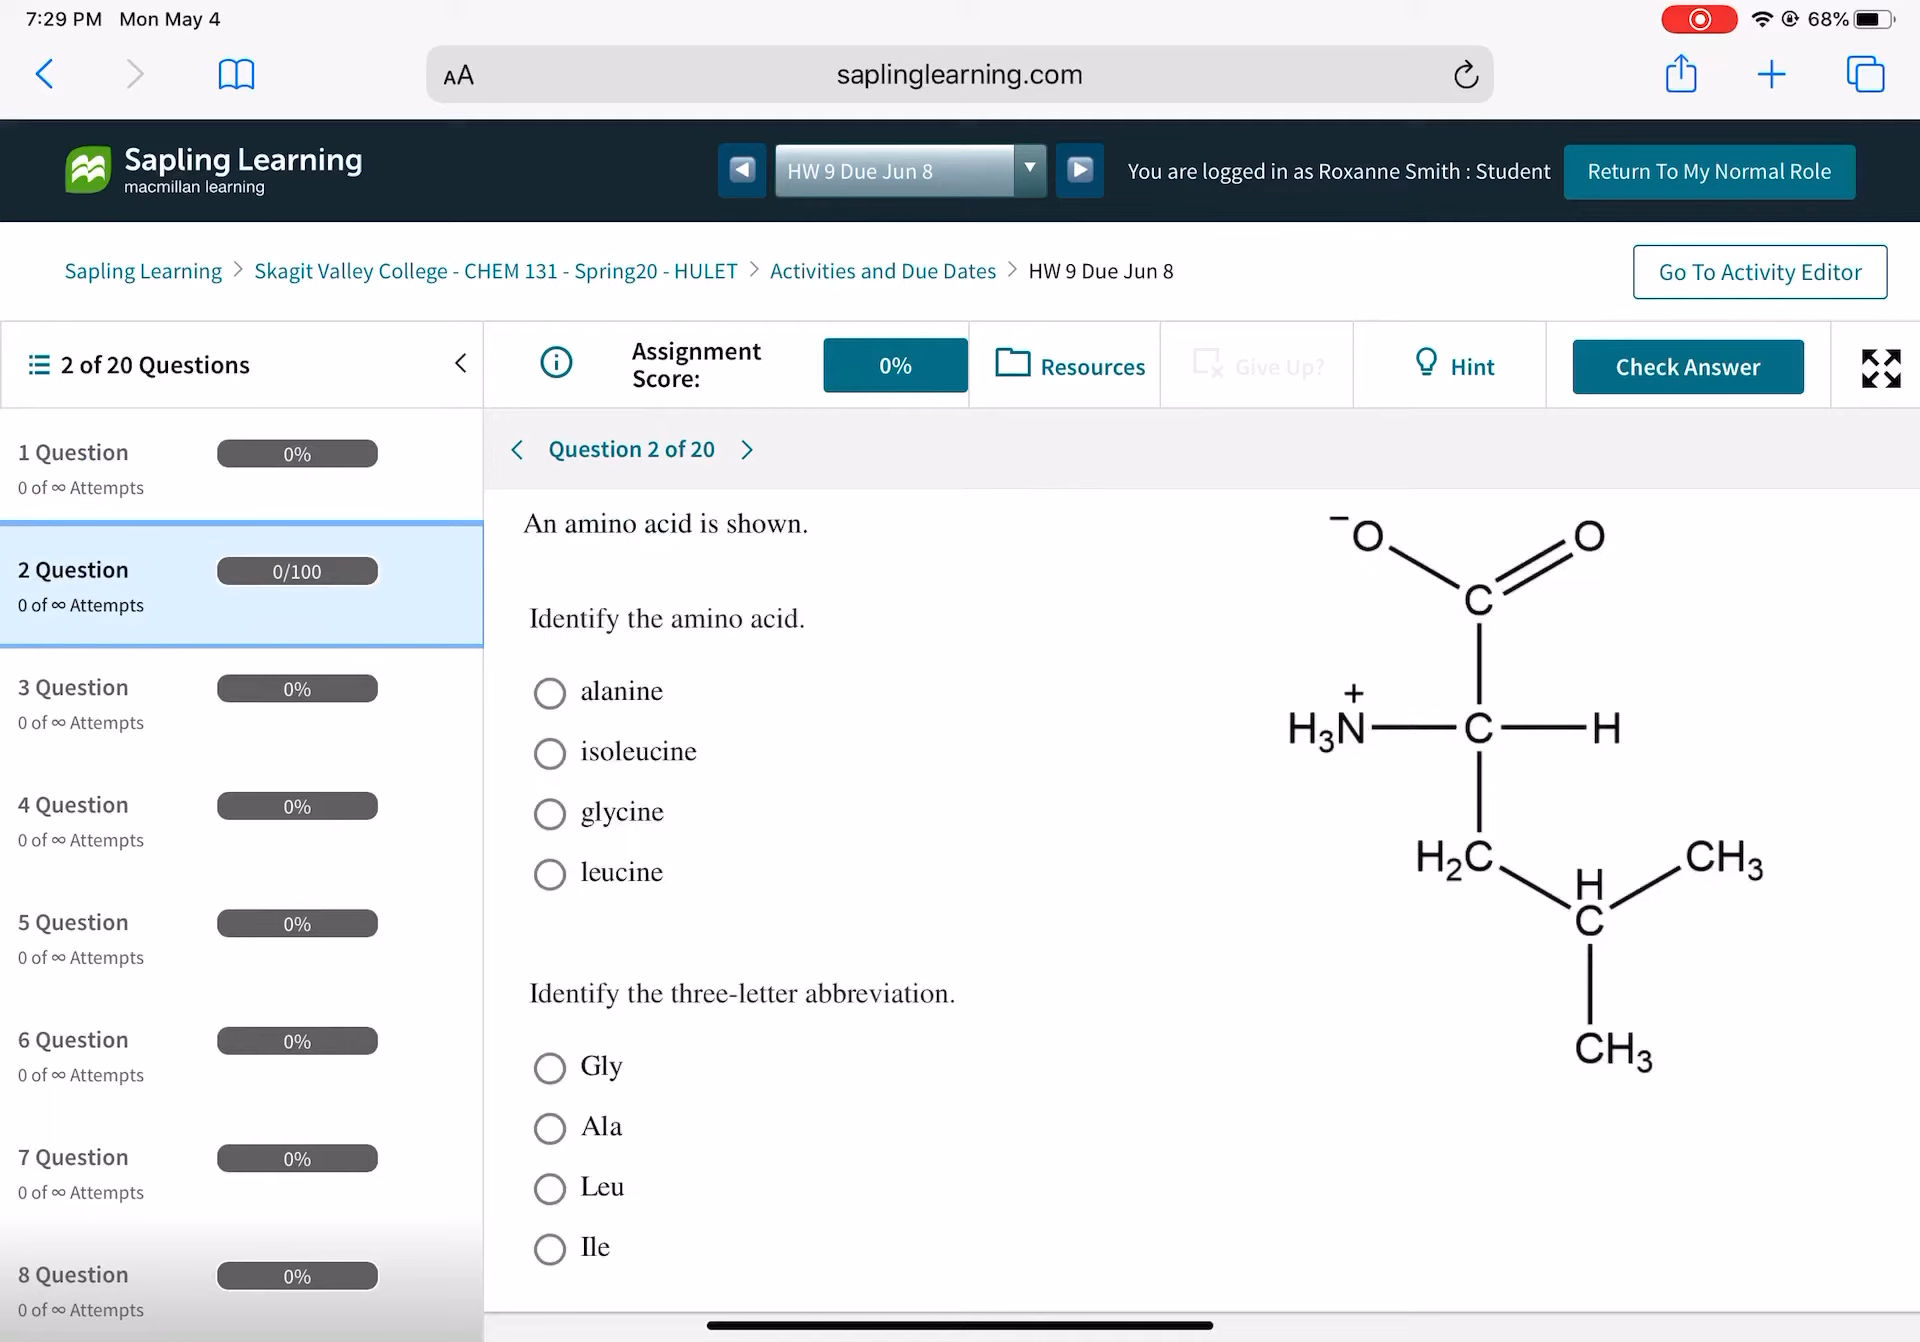 7:29 PM Mon May 4
68%
AA
saplinglearning.com
Sapling Learning
macmillan learning
HW 9 Due Jun 8
You are logged in as Roxanne Smith : Student
Return To My Normal Role
Sapling Learning > Skagit Valley College - CHEM 131 - Spring20 - HULET > Activities and Due Dates > HW 9 Due Jun 8
Go To Activity Editor
2 of 20 Questions
Assignment
Score:
0%
Resources
Give Up?
Hint
Check Answer
1 Question
0%
0 of ∞ Attempts
2 Question
0/100
0 of ∞ Attempts
3 Question
0%
0 of ∞ Attempts
4 Question
0%
0 of ∞ Attempts
5 Question
0%
0 of ∞ Attempts
6 Question
0%
0 of ∞ Attempts
7 Question
0%
0 of ∞ Attempts
8 Question
0%
0 of ∞ Attempts
Question 2 of 20
An amino acid is shown.
Identify the amino acid.
alanine
isoleucine
glycine
leucine
Identify the three-letter abbreviation.
Gly
Ala
Leu
Ile
⁻O O
C
+
H₃N C H
H₂C CH₃
H
C
CH₃